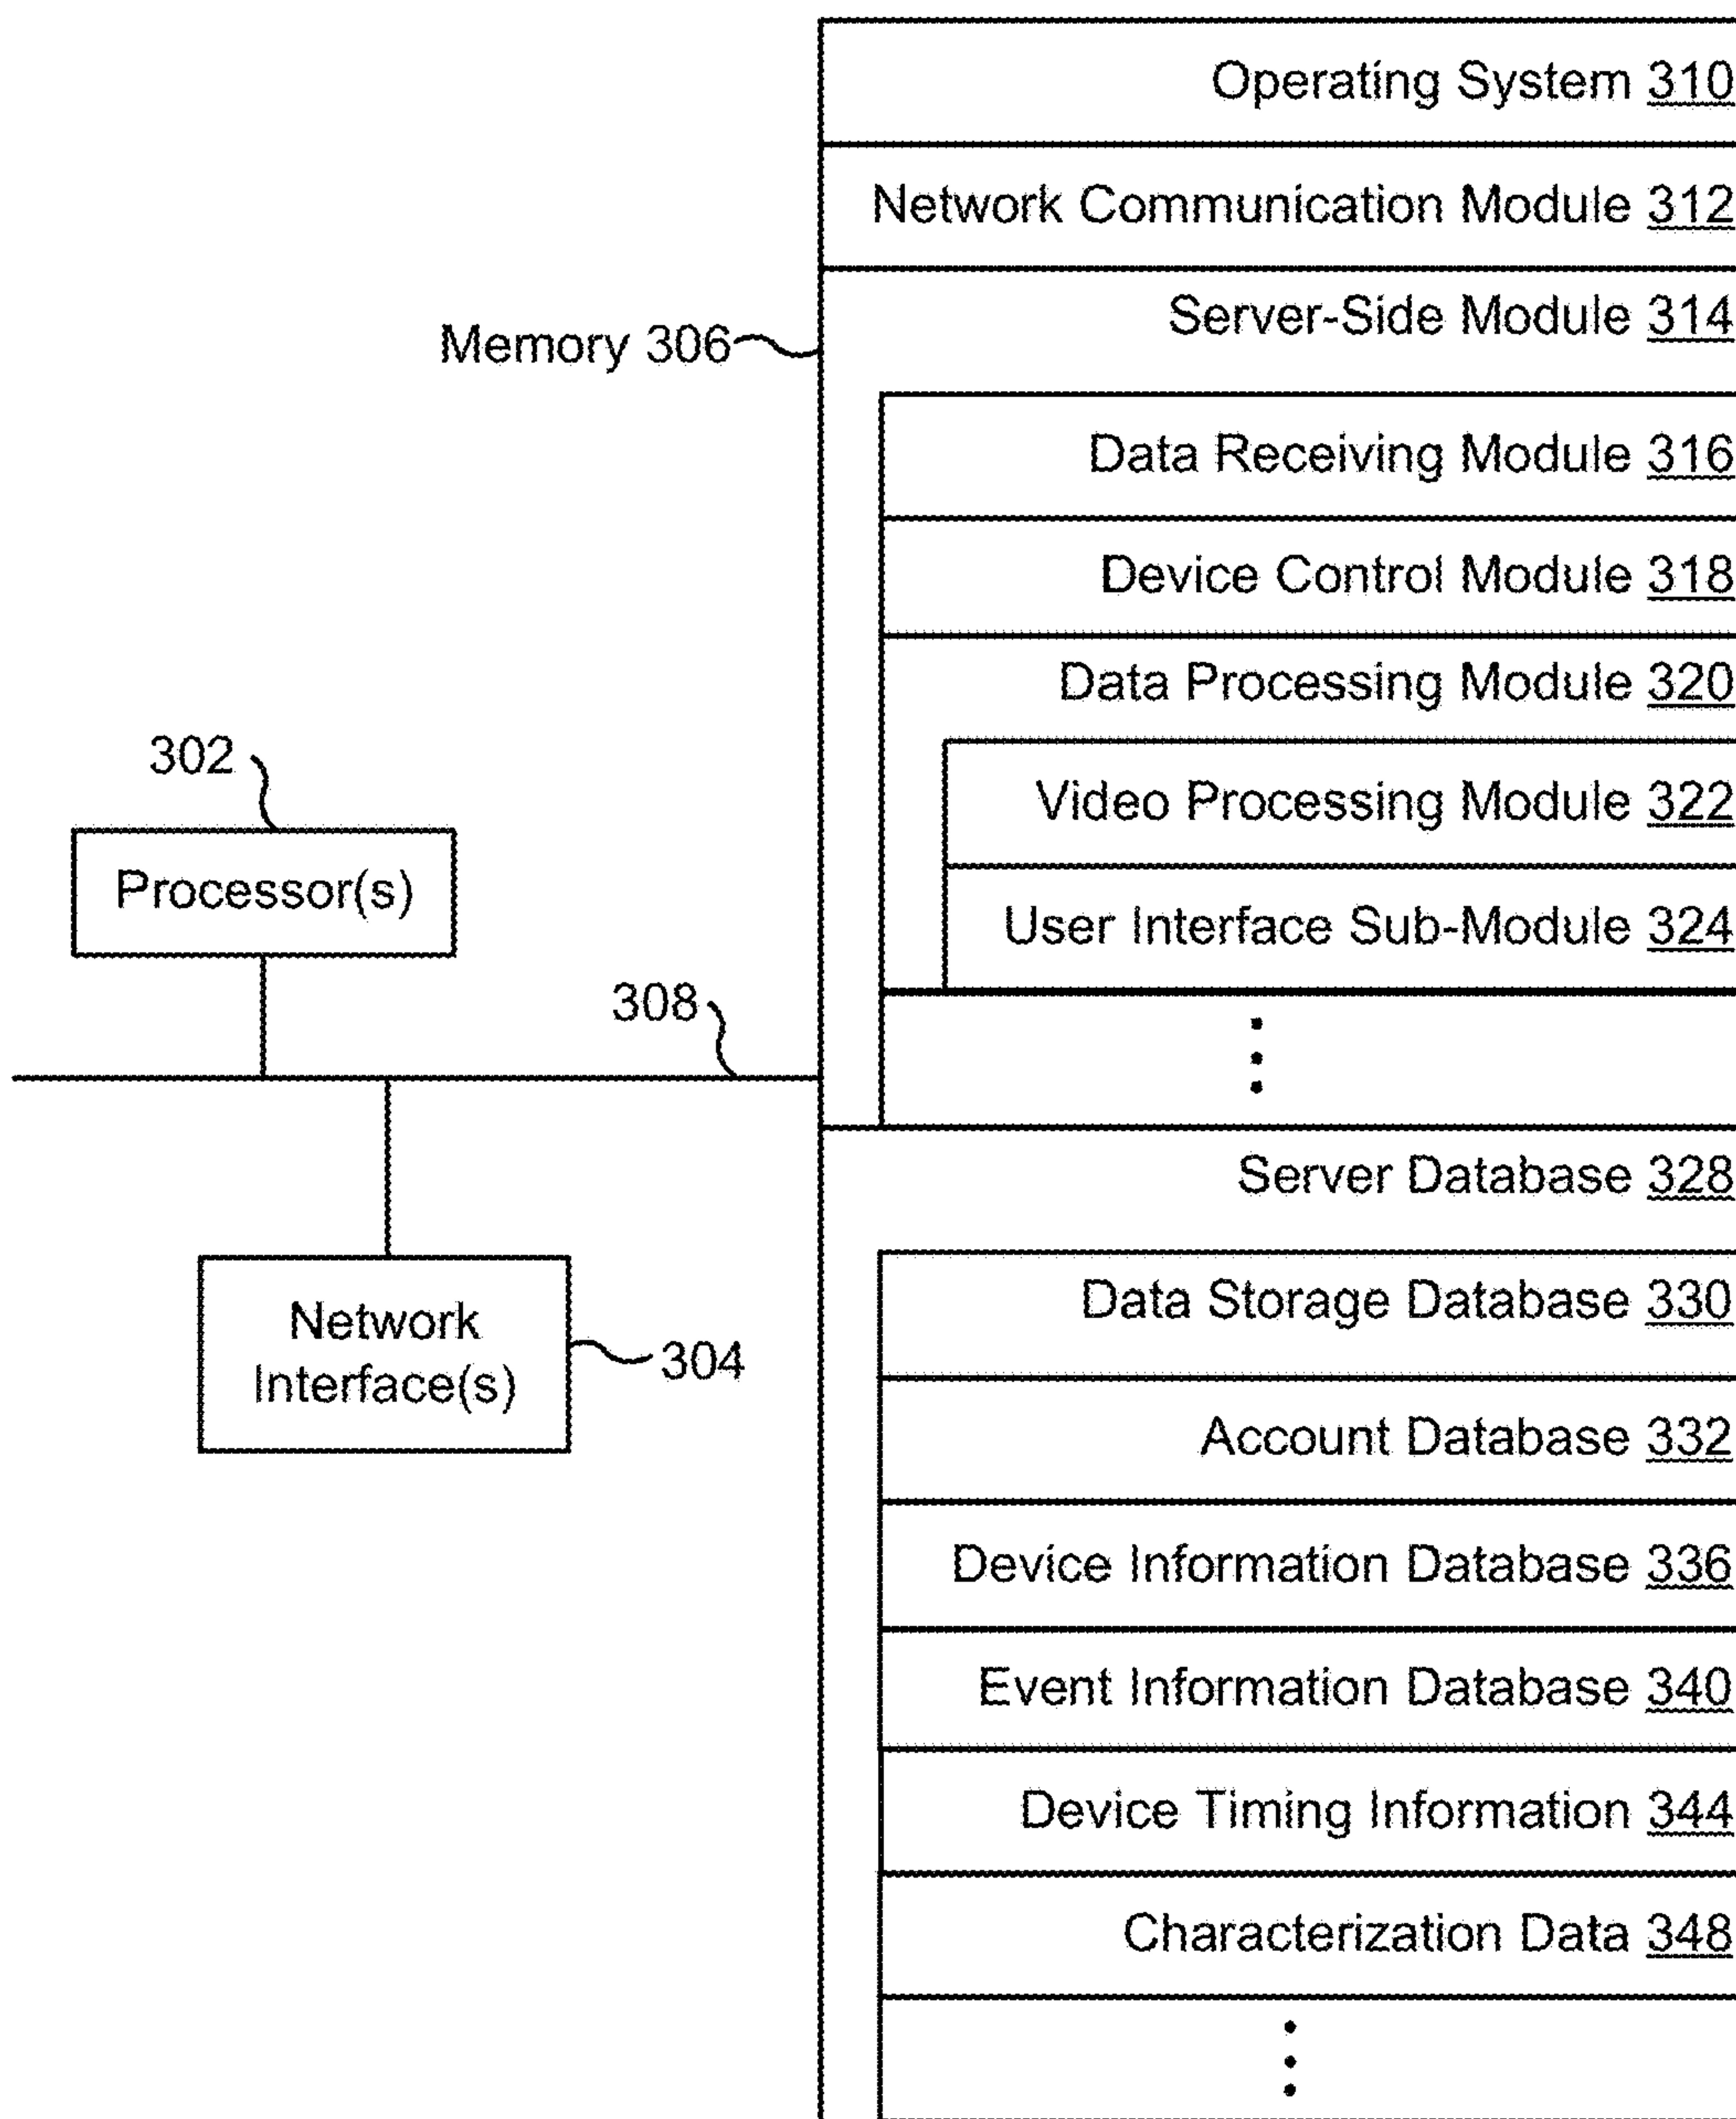 Operating System 310
Network Communication Module 312
Server-Side Module 314
Memory 306
Data Receiving Module 316
Device Control Module 318
Data Processing Module 320
302
Video Processing Module 322
Processor(s)
User Interface Sub-Module 324
308
Server Database 328
Data Storage Database 330
Network
Interface(s)
304
Account Database 332
Device Information Database 336
Event Information Database 340
Device Timing Information 344
Characterization Data 348